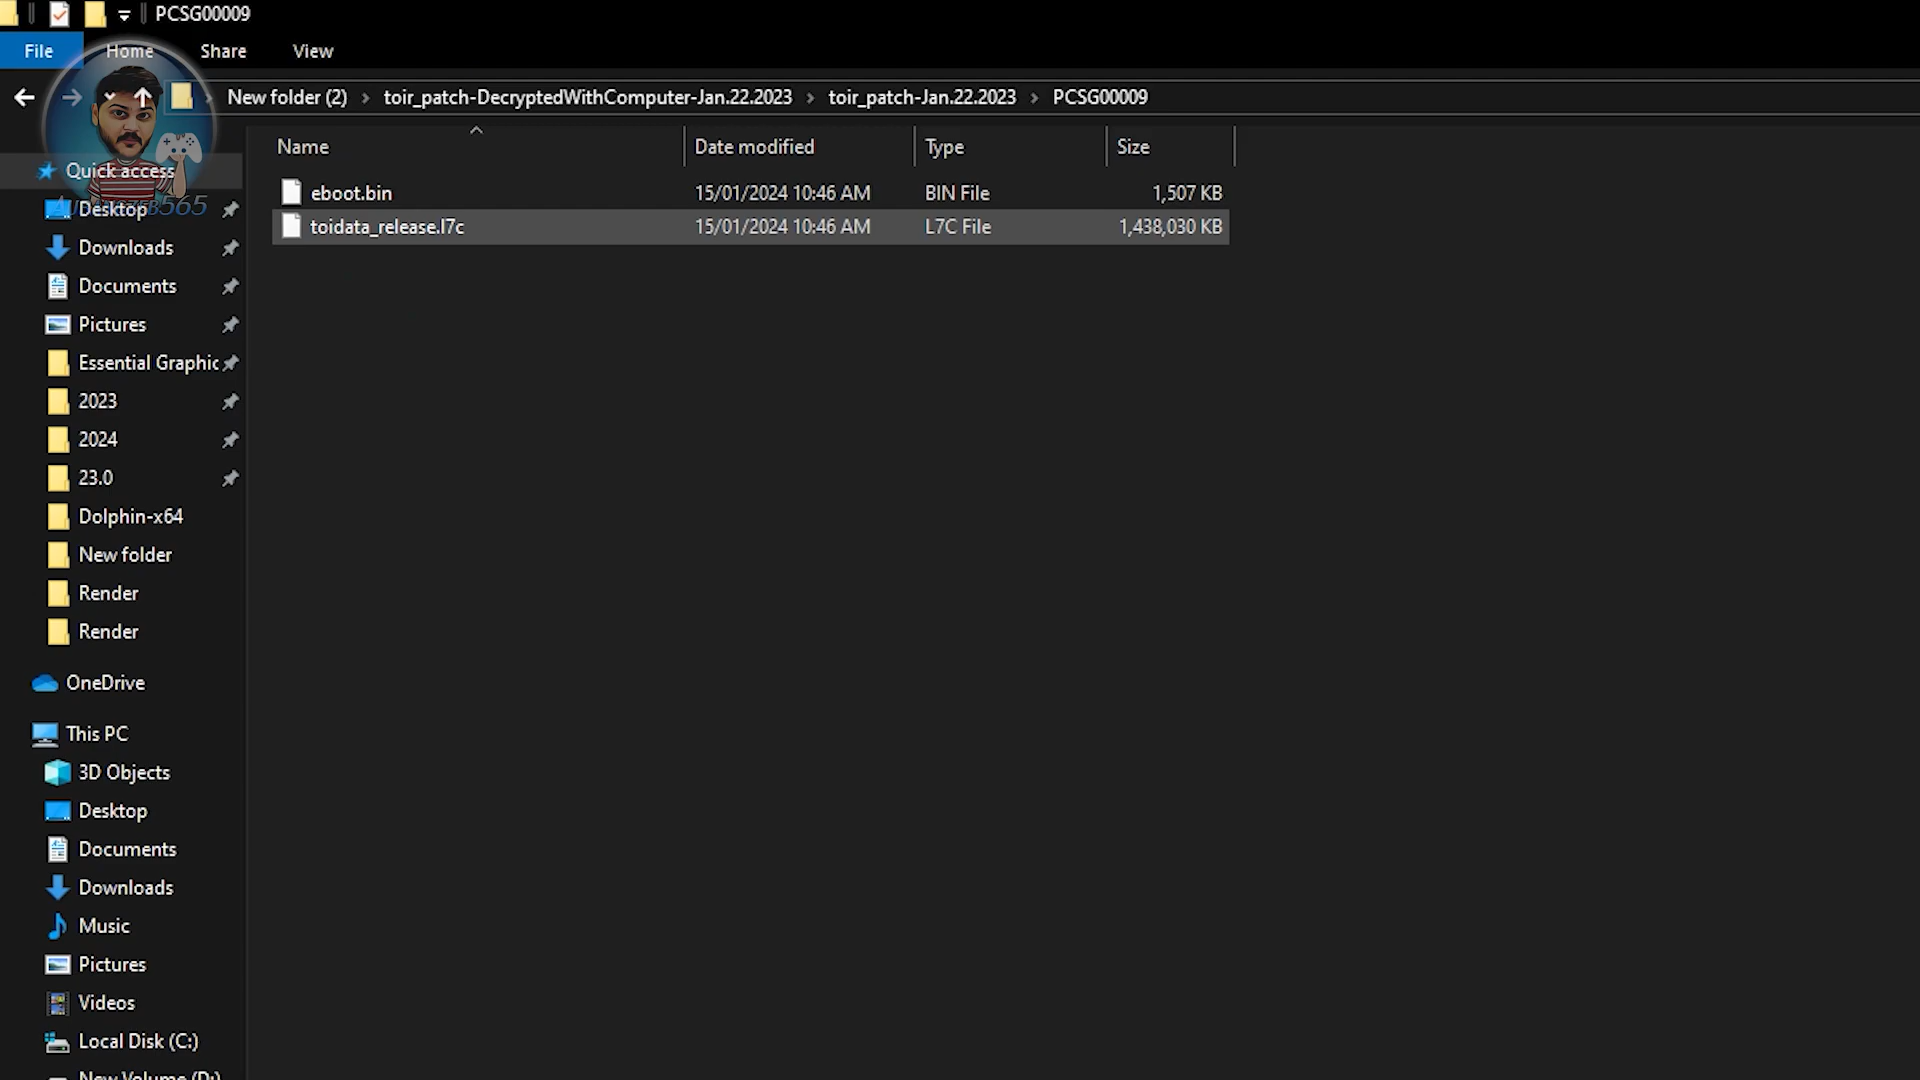 PCSG00009
File Home Share View
New folder (2) > toir_patch-DecryptedWithComputer-Jan.22.2023 > toir_patch-Jan.22.2023 > PCSG00009
Name Date modified Type Size
eboot.bin 15/01/2024 10:46 AM BIN File 1,507 KB
toidata_release.l7c 15/01/2024 10:46 AM L7C File 1,438,030 KB
Quick access
Desktop
Downloads
Documents
Pictures
Essential Graphic
2023
2024
23.0
Dolphin-x64
New folder
Render
Render
OneDrive
This PC
3D Objects
Desktop
Documents
Downloads
Music
Pictures
Videos
Local Disk (C:)
New Volume (D:)